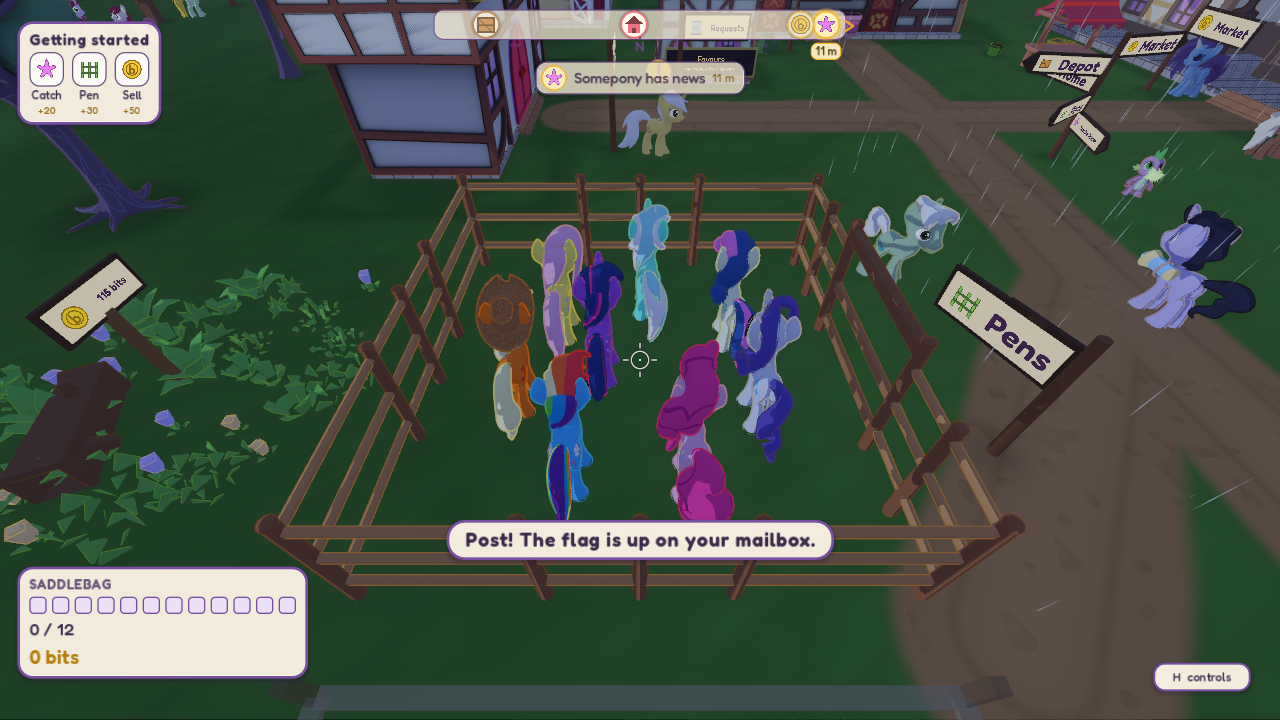 Getting started
Catch
Pen
Sell
+20
+30
+50
N
Requests
11 m
Favours
Somepony has news 11 m
Market
Market
Depot
Home
115 bits
Pens
Post! The flag is up on your mailbox.
SADDLEBAG
0 / 12
0 bits
H controls